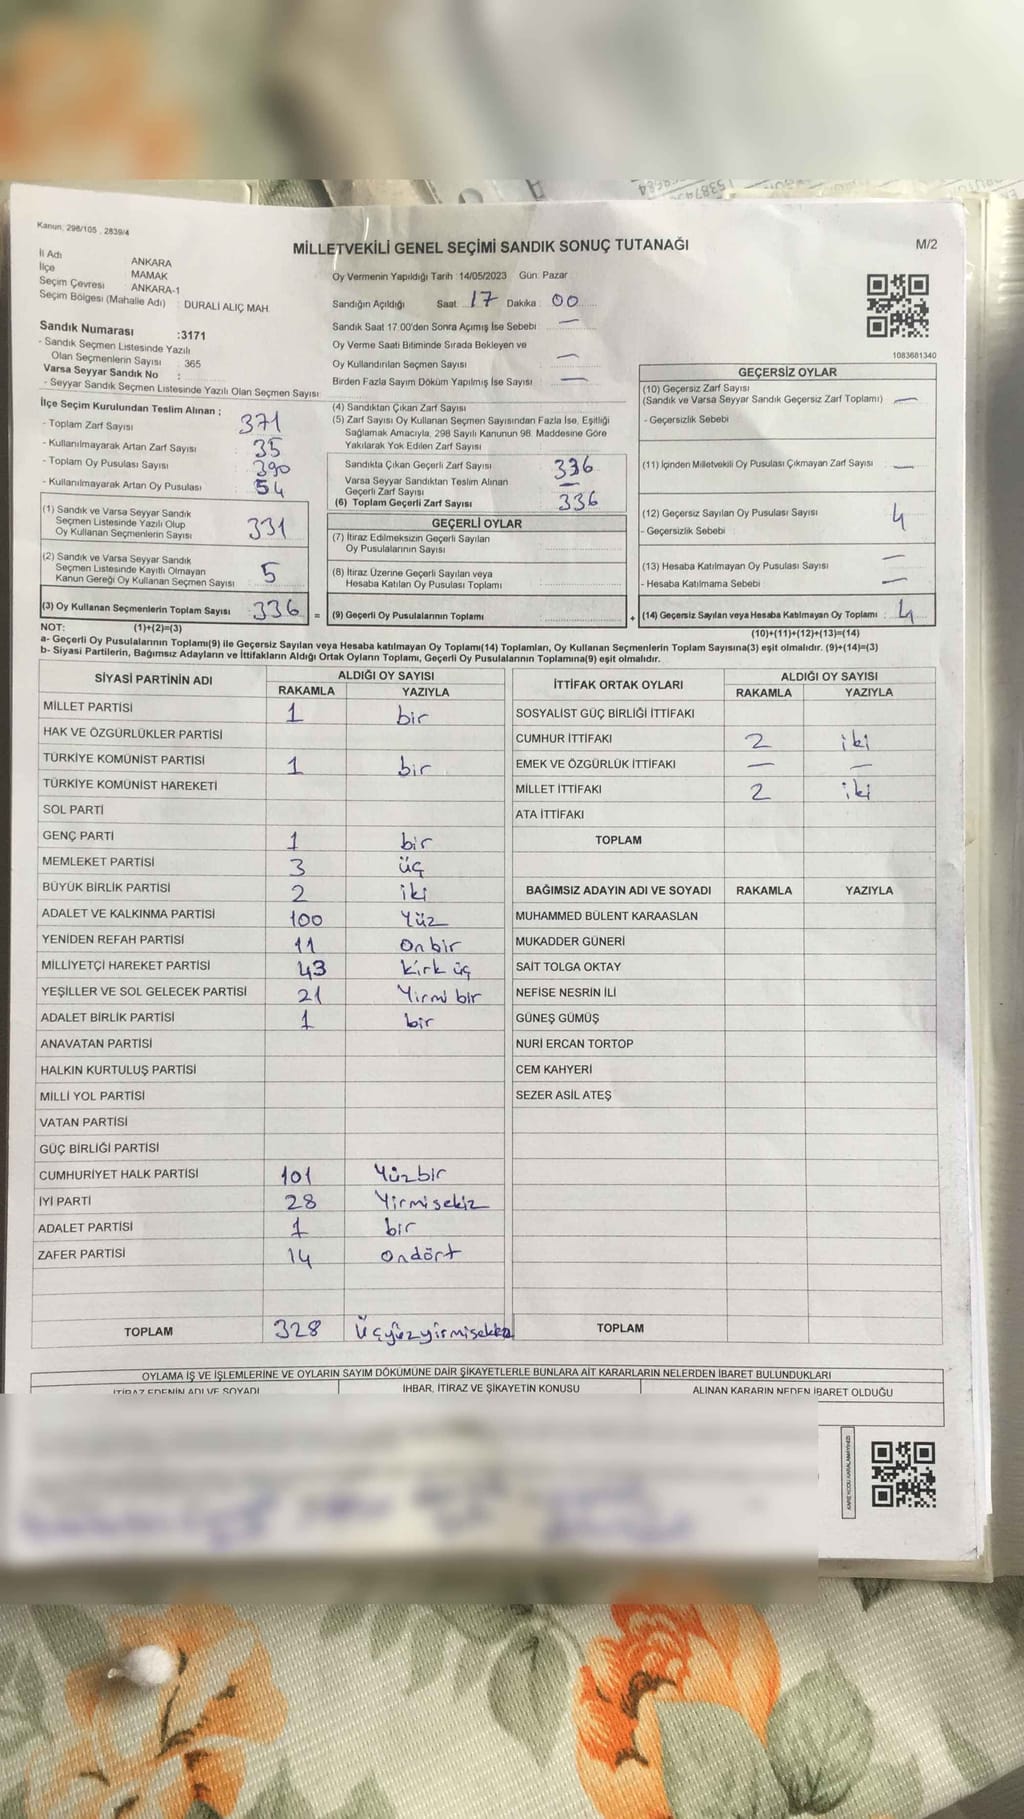 Kanun: 298/105 , 2839/4
MİLLETVEKİLİ GENEL SEÇİMİ SANDIK SONUÇ TUTANAĞI
M/2
İl Adı ANKARA
İlçe MAMAK
Seçim Çevresi ANKARA-1
Seçim Bölgesi (Mahalle Adı) : DURALİ ALIÇ MAH.
Oy Vermenin Yapıldığı Tarih :14/05/2023 Gün: Pazar
Sandığın Açıldığı Saat: 17 Dakika: 00
Sandık Saat 17.00'den Sonra Açımış İse Sebebi : —
Oy Verme Saati Bitiminde Sırada Bekleyen ve
Oy Kullandırılan Seçmen Sayısı —
Birden Fazla Sayım Döküm Yapılmış İse Sayısı —
1083681340
Sandık Numarası :3171
- Sandık Seçmen Listesinde Yazılı
Olan Seçmenlerin Sayısı : 365
Varsa Seyyar Sandık No :
- Seyyar Sandık Seçmen Listesinde Yazılı Olan Seçmen Sayısı
İlçe Seçim Kurulundan Teslim Alınan ;
- Toplam Zarf Sayısı 371
- Kullanılmayarak Artan Zarf Sayısı : 35
- Toplam Oy Pusulası Sayısı : 390
- Kullanılmayarak Artan Oy Pusulası : 54
(1) Sandık ve Varsa Seyyar Sandık
Seçmen Listesinde Yazılı Olup
Oy Kullanan Seçmenlerin Sayısı 331
(2) Sandık ve Varsa Seyyar Sandık
Seçmen Listesinde Kayıtlı Olmayan
Kanun Gereği Oy Kullanan Seçmen Sayısı 5
(3) Oy Kullanan Seçmenlerin Toplam Sayısı 336 =
(4) Sandıktan Çıkan Zarf Sayısı
(5) Zarf Sayısı Oy Kullanan Seçmen Sayısından Fazla İse, Eşitliği
Sağlamak Amacıyla, 298 Sayılı Kanunun 98. Maddesine Göre
Yakılarak Yok Edilen Zarf Sayısı
Sandıkta Çıkan Geçerli Zarf Sayısı 336
Varsa Seyyar Sandıktan Teslim Alınan
Geçerli Zarf Sayısı —
(6) Toplam Geçerli Zarf Sayısı 336
GEÇERLİ OYLAR
(7) İtiraz Edilmeksizin Geçerli Sayılan
Oy Pusulalarının Sayısı
(8) İtiraz Üzerine Geçerli Sayılan veya
Hesaba Katılan Oy Pusulası Toplamı
(9) Geçerli Oy Pusulalarının Toplamı +
GEÇERSİZ OYLAR
(10) Geçersiz Zarf Sayısı
(Sandık ve Varsa Seyyar Sandık Geçersiz Zarf Toplamı) —
- Geçersizlik Sebebi
(11) İçinden Milletvekili Oy Pusulası Çıkmayan Zarf Sayısı —
(12) Geçersiz Sayılan Oy Pusulası Sayısı 4
- Geçersizlik Sebebi
(13) Hesaba Katılmayan Oy Pusulası Sayısı —
- Hesaba Katılmama Sebebi —
(14) Geçersiz Sayılan veya Hesaba Katılmayan Oy Toplamı : 4
NOT: (1)+(2)=(3) (10)+(11)+(12)+(13)=(14)
a- Geçerli Oy Pusulalarının Toplamı(9) ile Geçersiz Sayılan veya Hesaba katılmayan Oy Toplamı(14) Toplamları, Oy Kullanan Seçmenlerin Toplam Sayısına(3) eşit olmalıdır. (9)+(14)=(3)
b- Siyasi Partilerin, Bağımsız Adayların ve İttifakların Aldığı Ortak Oyların Toplamı, Geçerli Oy Pusulalarının Toplamına(9) eşit olmalıdır.
SİYASİ PARTİNİN ADI ALDIĞI OY SAYISI
RAKAMLA YAZIYLA
MİLLET PARTİSİ 1 bir
HAK VE ÖZGÜRLÜKLER PARTİSİ
TÜRKİYE KOMÜNİST PARTİSİ 1 bir
TÜRKİYE KOMÜNİST HAREKETİ
SOL PARTİ
GENÇ PARTİ 1 bir
MEMLEKET PARTİSİ 3 üç
BÜYÜK BİRLİK PARTİSİ 2 iki
ADALET VE KALKINMA PARTİSİ 100 Yüz
YENİDEN REFAH PARTİSİ 11 On bir
MİLLİYETÇİ HAREKET PARTİSİ 43 kırk üç
YEŞİLLER VE SOL GELECEK PARTİSİ 21 Yirmi bir
ADALET BİRLİK PARTİSİ 1 bir
ANAVATAN PARTİSİ
HALKIN KURTULUŞ PARTİSİ
MİLLİ YOL PARTİSİ
VATAN PARTİSİ
GÜÇ BİRLİĞİ PARTİSİ
CUMHURİYET HALK PARTİSİ 101 Yüzbir
İYİ PARTİ 28 Yirmisekiz
ADALET PARTİSİ 1 bir
ZAFER PARTİSİ 14 Ondört
TOPLAM 328 Üçyüzyirmisekiz
İTTİFAK ORTAK OYLARI ALDIĞI OY SAYISI
RAKAMLA YAZIYLA
SOSYALİST GÜÇ BİRLİĞİ İTTİFAKI
CUMHUR İTTİFAKI 2 iki
EMEK VE ÖZGÜRLÜK İTTİFAKI — —
MİLLET İTTİFAKI 2 iki
ATA İTTİFAKI
TOPLAM
BAĞIMSIZ ADAYIN ADI VE SOYADI RAKAMLA YAZIYLA
MUHAMMED BÜLENT KARAASLAN
MUKADDER GÜNERİ
SAİT TOLGA OKTAY
NEFİSE NESRİN İLİ
GÜNEŞ GÜMÜŞ
NURİ ERCAN TORTOP
CEM KAHYERİ
SEZER ASİL ATEŞ
TOPLAM
OYLAMA İŞ VE İŞLEMLERİNE VE OYLARIN SAYIM DÖKÜMÜNE DAİR ŞİKAYETLERLE BUNLARA AİT KARARLARIN NELERDEN İBARET BULUNDUKLARI
İTİRAZ EDENİN ADI VE SOYADI İHBAR, İTİRAZ VE ŞİKAYETİN KONUSU ALINAN KARARIN NEDEN İBARET OLDUĞU